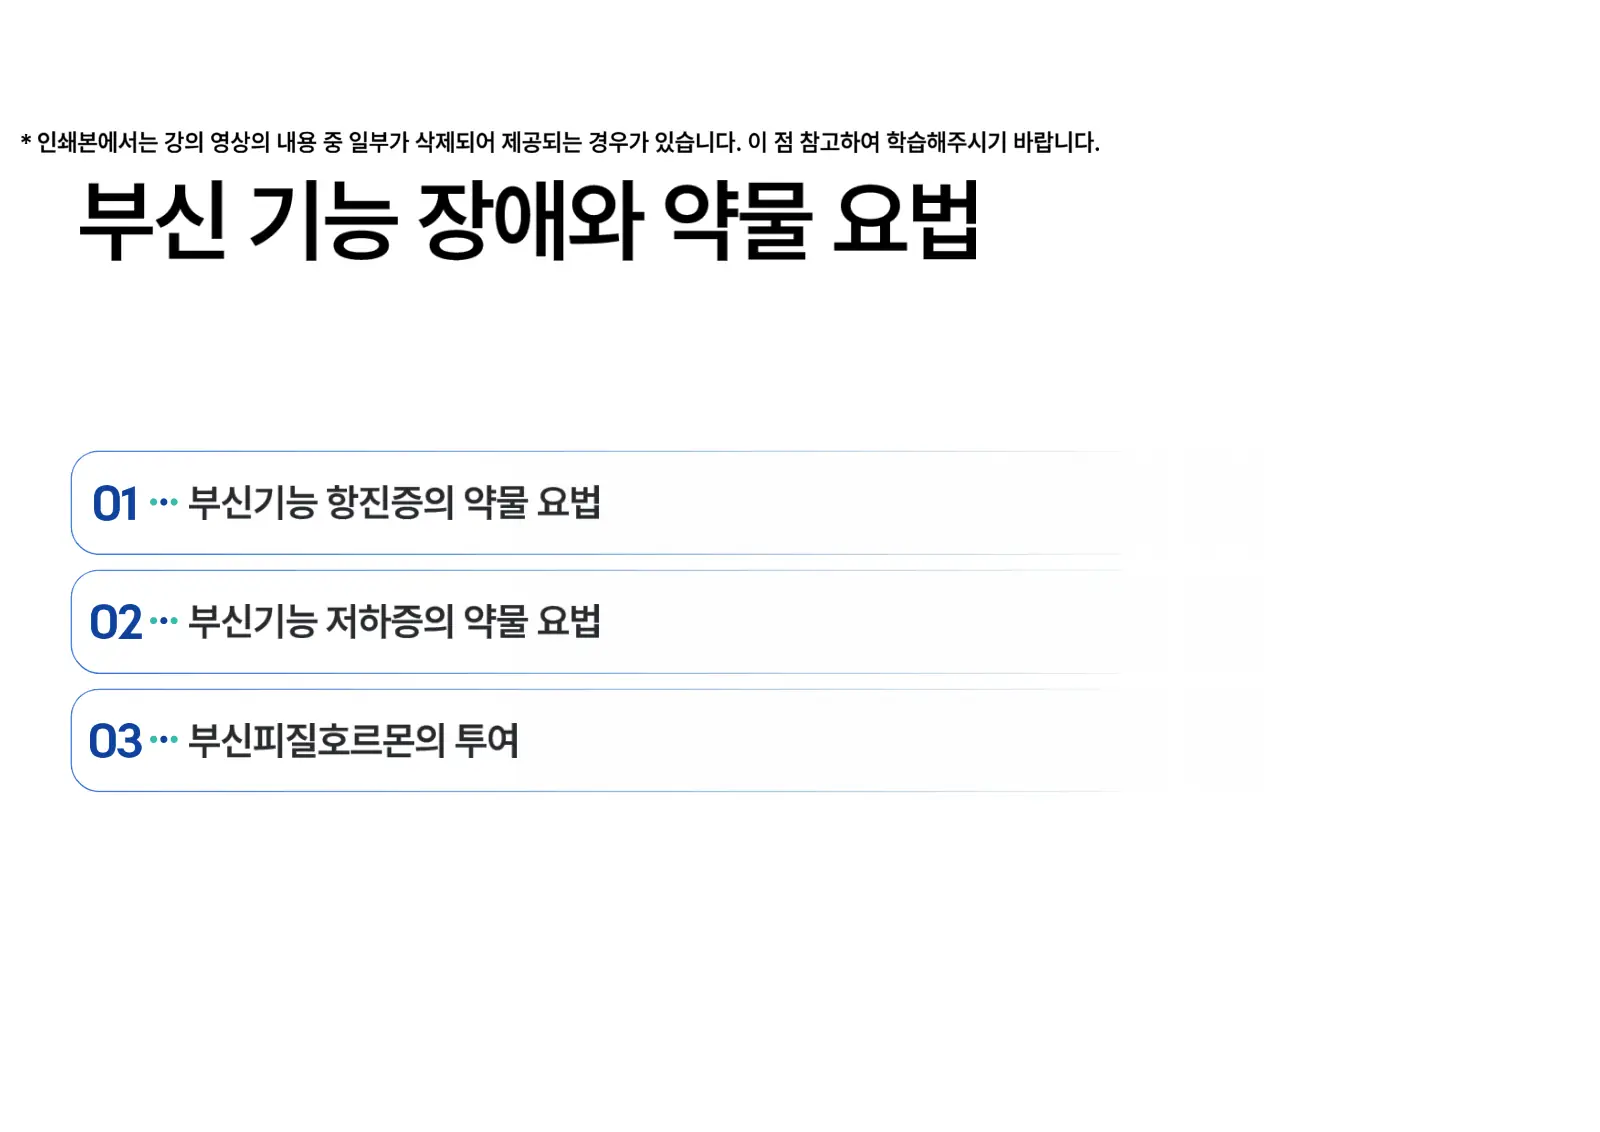 * 인쇄본에서는 강의 영상의 내용 중 일부가 삭제되어 제공되는 경우가 있습니다. 이 점 참고하여 학습해주시기 바랍니다.
부신 기능 장애와 약물 요법
01 ··· 부신기능 항진증의 약물 요법
02 ··· 부신기능 저하증의 약물 요법
03 ··· 부신피질호르몬의 투여